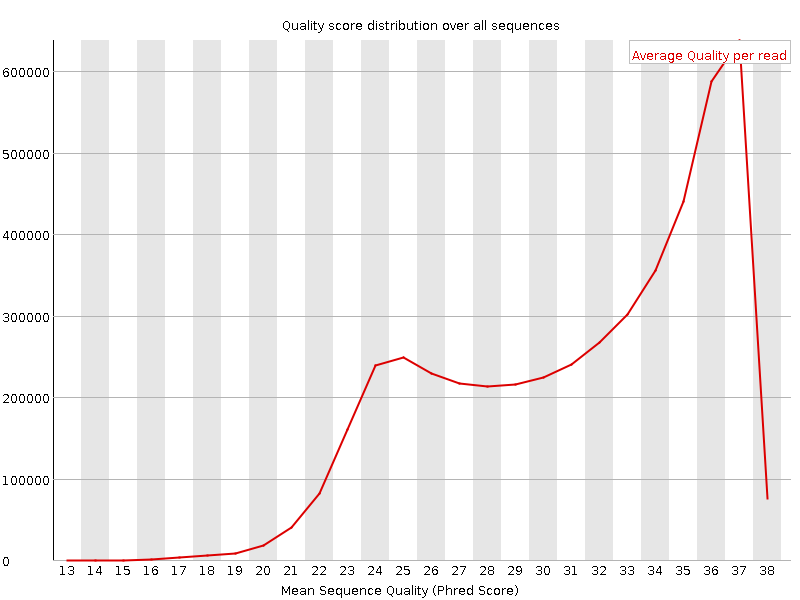 Quality score distribution over all sequences
Average Quality per read
600000
500000
400000
300000
200000
100000
0
13 14 15 16 17 18 19 20 21 22 23 24 25 26 27 28 29 30 31 32 33 34 35 36 37 38
Mean Sequence Quality (Phred Score)